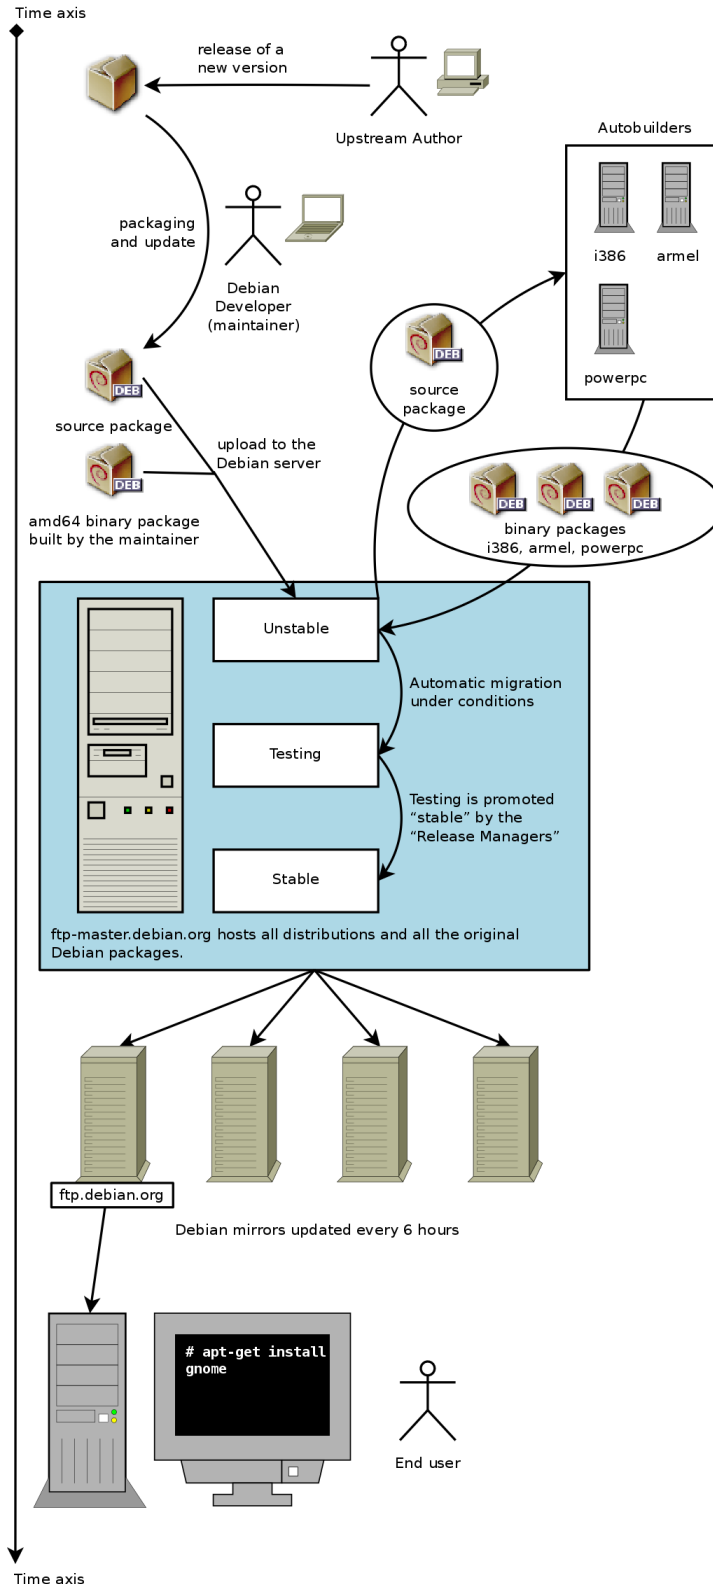 Time axis
release of a
new version
Upstream Author
Autobuilders
i386
armel
powerpc
packaging
and update
Debian
Developer
(maintainer)
DEB
source package
DEB
source
package
upload to the
Debian server
DEB
amd64 binary package
built by the maintainer
DEB
DEB
DEB
binary packages
i386, armel, powerpc
Unstable
Automatic migration
under conditions
Testing
Testing is promoted
“stable” by the
“Release Managers”
Stable
ftp-master.debian.org hosts all distributions and all the original
Debian packages.
ftp.debian.org
Debian mirrors updated every 6 hours
# apt-get install
gnome
End user
Time axis